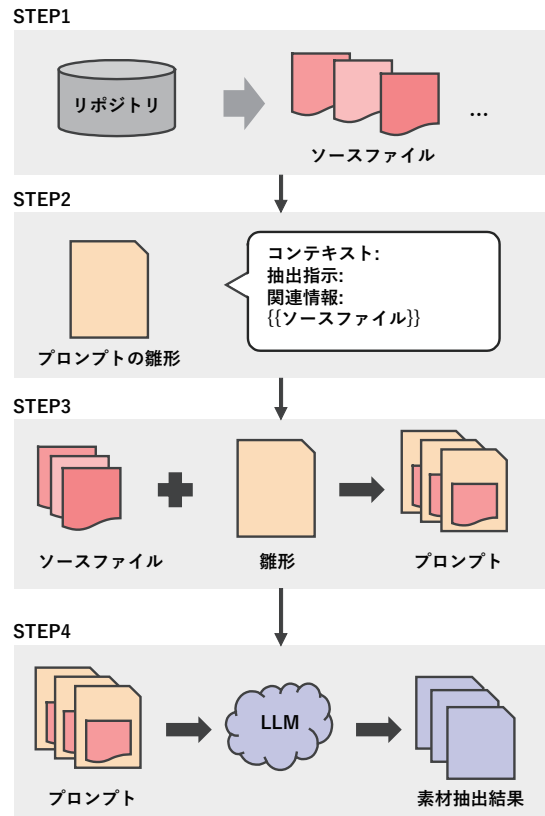 STEP1
リポジトリ
...
ソースファイル
STEP2
コンテキスト:
抽出指示:
関連情報:
{{ソースファイル}}
プロンプトの雛形
STEP3
ソースファイル
雛形
プロンプト
STEP4
LLM
プロンプト
素材抽出結果